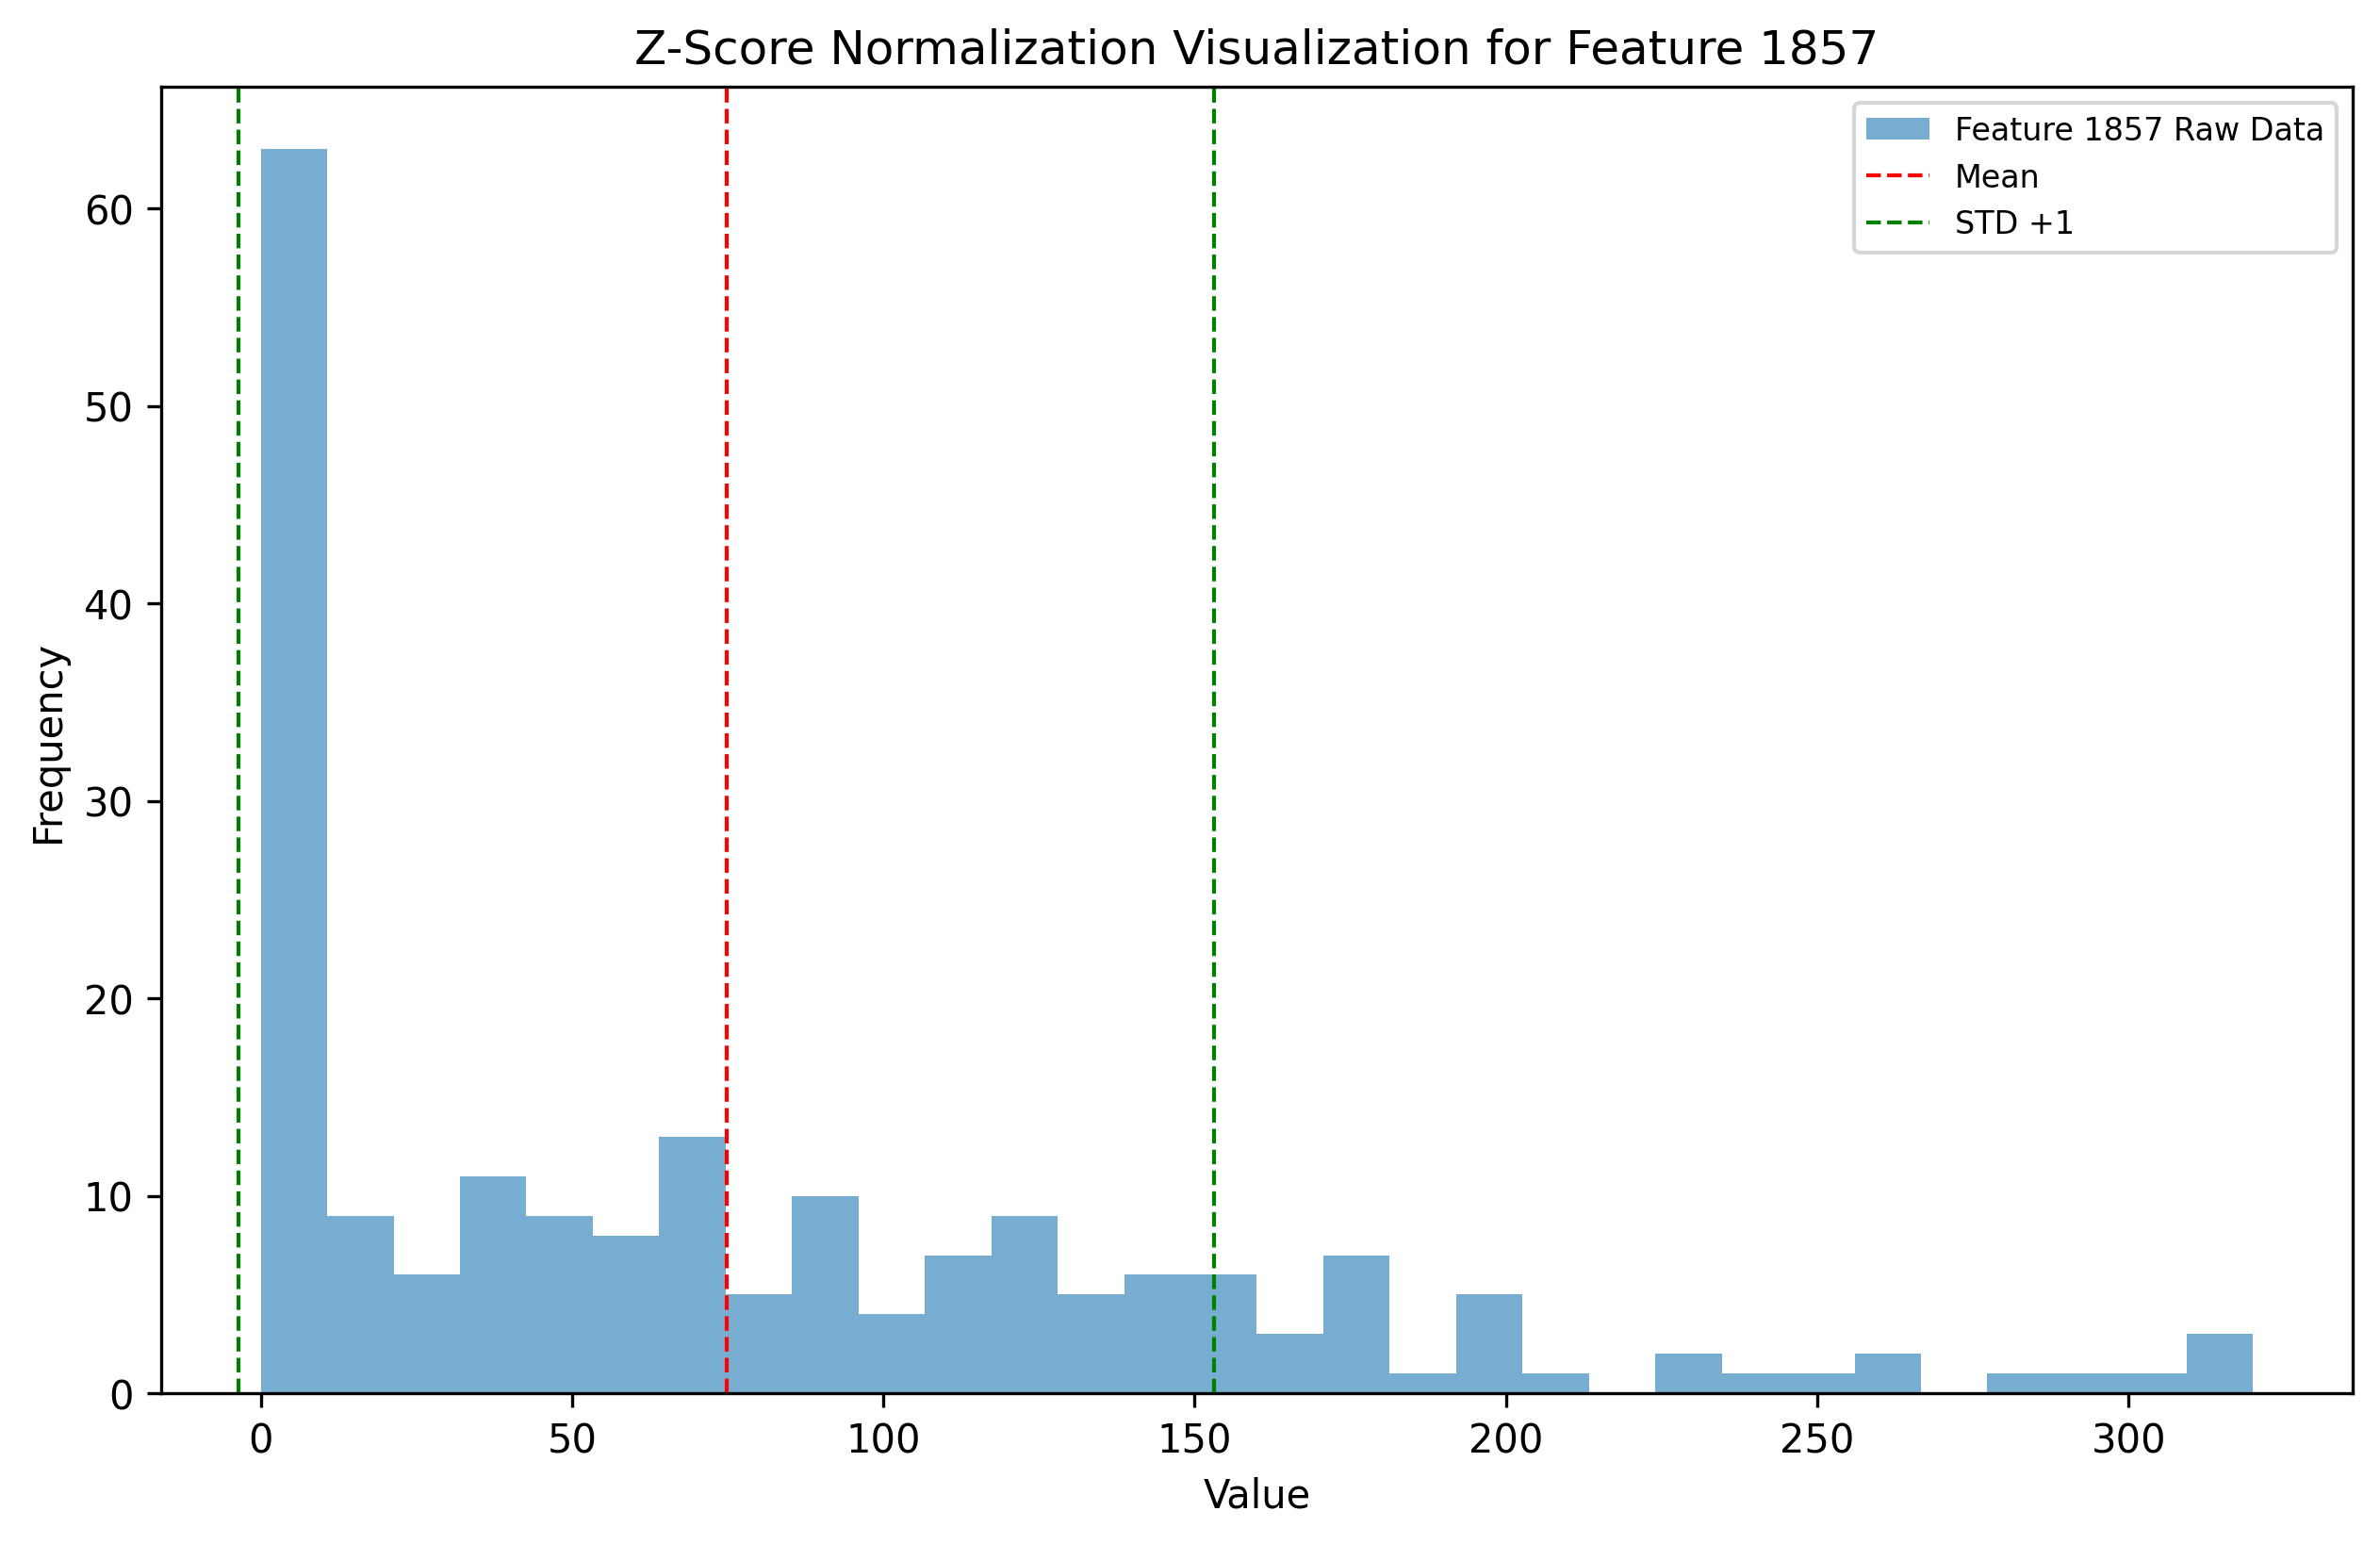 Z-Score Normalization Visualization for Feature 1857
Feature 1857 Raw Data
Mean
STD +1
60
50
40
30
20
10
0
Frequency
0 50 100 150 200 250 300
Value